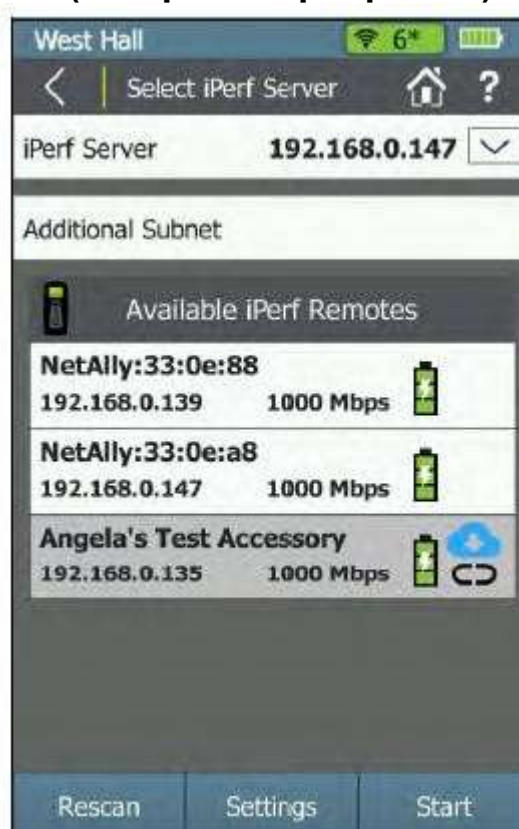 West Hall 6*
Select iPerf Server ?
iPerf Server 192.168.0.147
Additional Subnet
Available iPerf Remotes
NetAlly:33:0e:88
192.168.0.139 1000 Mbps
NetAlly:33:0e:a8
192.168.0.147 1000 Mbps
Angela's Test Accessory
192.168.0.135 1000 Mbps
Rescan Settings Start